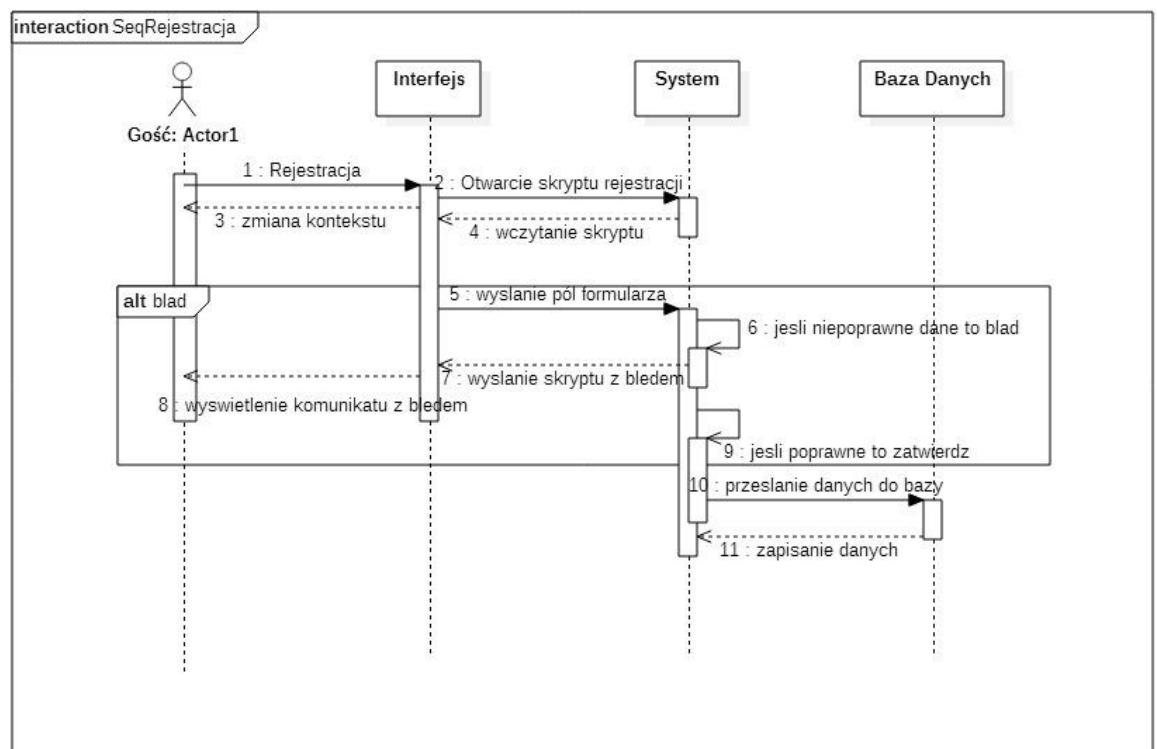 interaction SeqRejestracja
Gość: Actor1
Interfejs
System
Baza Danych
1 : Rejestracja
2 : Otwarcie skryptu rejestracji
3 : zmiana kontekstu
4 : wczytanie skryptu
alt blad
5 : wyslanie pól formularza
6 : jesli niepoprawne dane to blad
7 : wyslanie skryptu z bledem
8 : wyswietlenie komunikatu z bledem
9 : jesli poprawne to zatwierdz
10 : przeslanie danych do bazy
11 : zapisanie danych